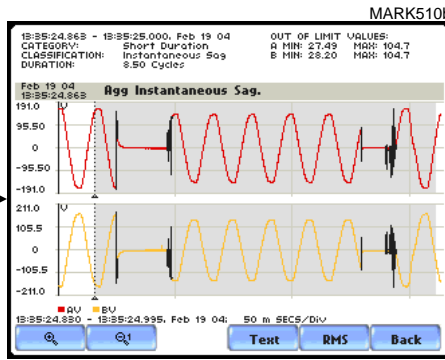 MARK510b
13:35:24.863 - 13:35:25.000, Feb 19 04
OUT OF LIMIT VALUES:
CATEGORY: Short Duration
A MIN: 27.49 MAX: 104.7
CLASSIFICATION: Instantaneous Sag
B MIN: 28.20 MAX: 104.7
DURATION: 8.50 Cycles
Feb 19 04
13:35:24.863
Agg Instantaneous Sag.
191.0
V
95.50
0
-95.50
-191.0
211.0
V
105.5
0
-105.5
-211.0
AV BV
13:35:24.830 - 13:35:24.995, Feb 19 04; 50 m SECS/Div
1
Text
RMS
Back